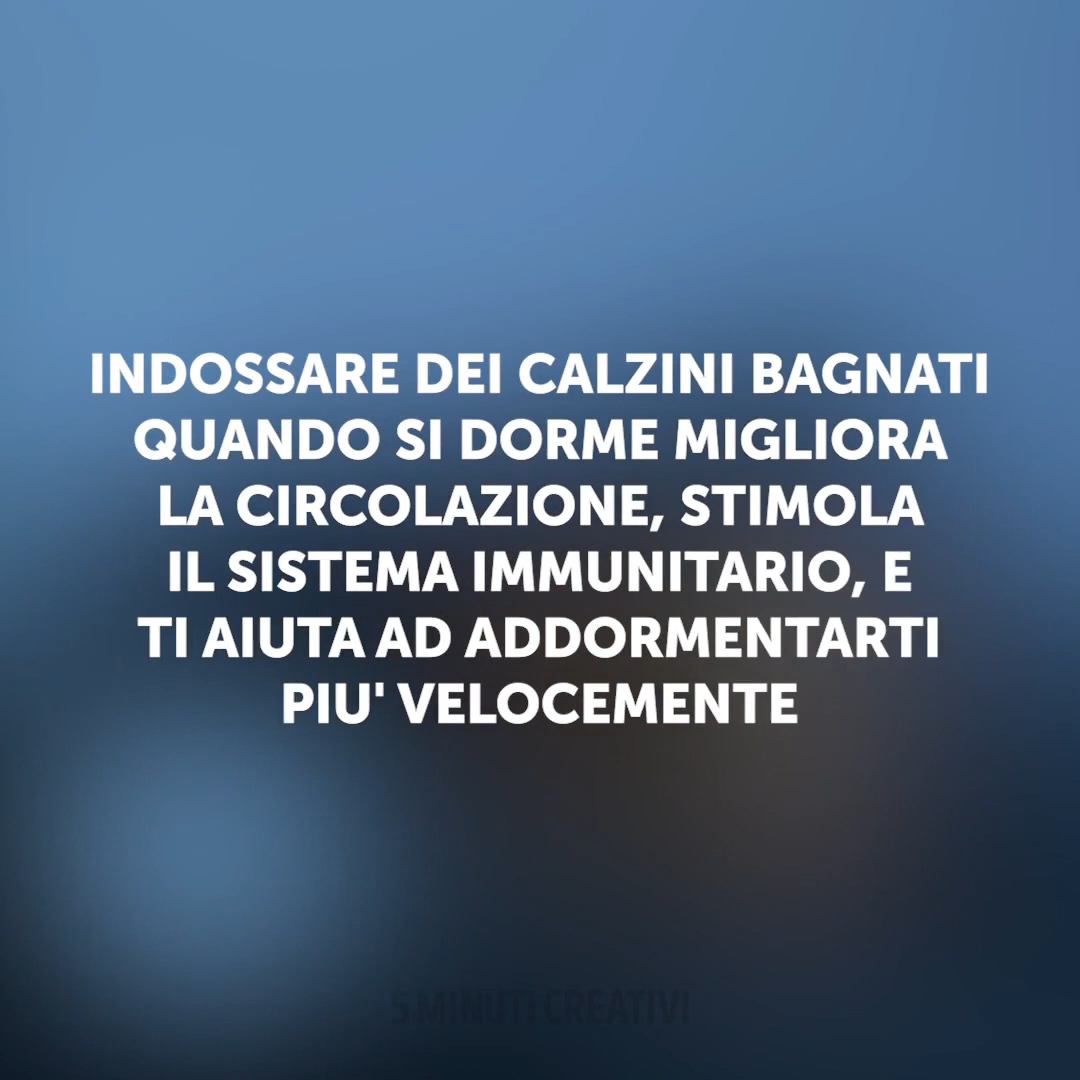 INDOSSARE DEI CALZINI BAGNATI
QUANDO SI DORME MIGLIORA
LA CIRCOLAZIONE, STIMOLA
IL SISTEMA IMMUNITARIO, E
TI AIUTA AD ADDORMENTARTI
PIU' VELOCEMENTE
5 MINUTI CREATIVI